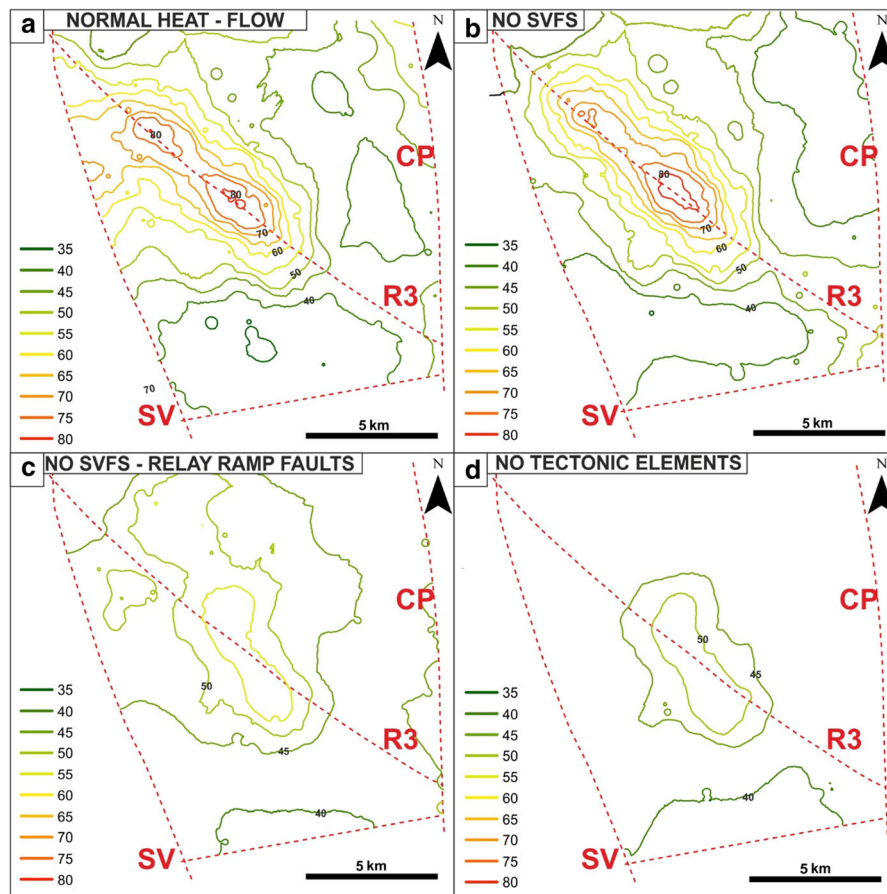 a NORMAL HEAT - FLOW
N
80
80
CP
70
60
50
40
R3
70
SV
35
40
45
50
55
60
65
70
75
80
5 km
b NO SVFS
N
80
CP
70
60
50
40
R3
SV
35
40
45
50
55
60
65
70
75
80
5 km
c NO SVFS - RELAY RAMP FAULTS
N
CP
50
45
R3
40
SV
35
40
45
50
55
60
65
70
75
80
5 km
d NO TECTONIC ELEMENTS
N
CP
50
45
R3
40
SV
35
40
45
50
55
60
65
70
75
80
5 km